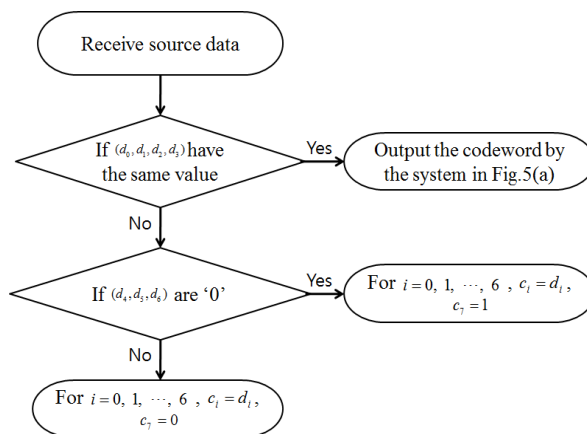 Receive source data
If (d₀,d₁,d₂,d₃) have
the same value
Yes
Output the codeword by
the system in Fig.5(a)
No
If (d₄,d₅,d₆) are ‘0’
Yes
For i = 0, 1, ⋯, 6 , cᵢ = dᵢ ,
c₇ = 1
No
For i = 0, 1, ⋯, 6 , cᵢ = dᵢ ,
c₇ = 0